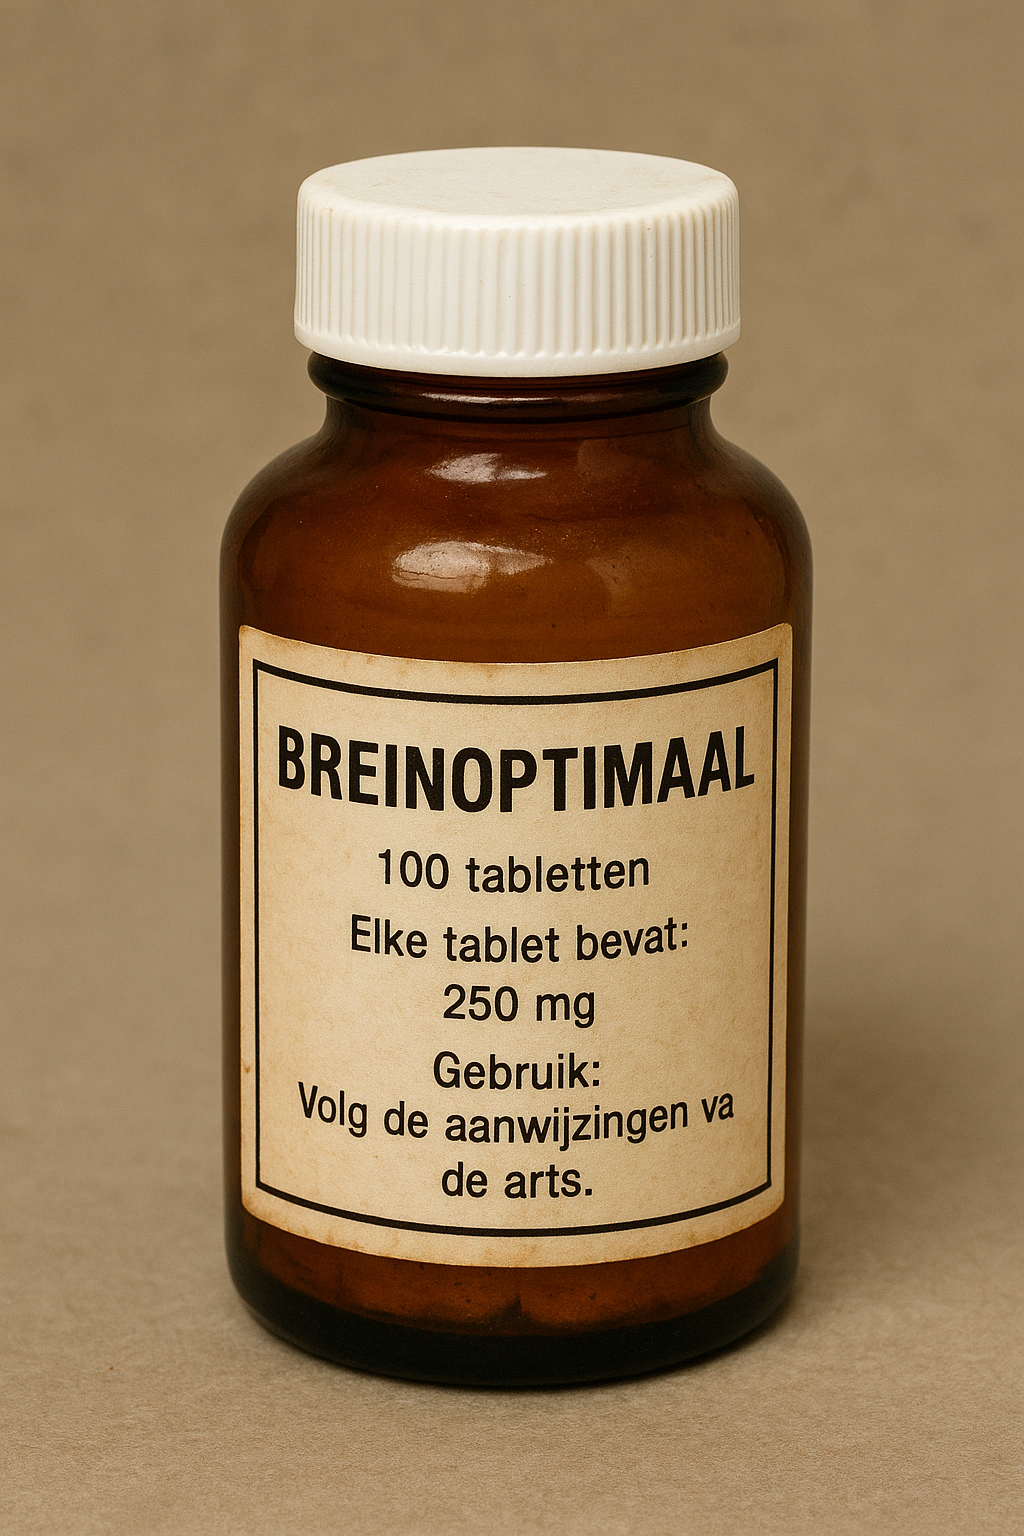 BREINOPTIMAAL
100 tabletten
Elke tablet bevat:
250 mg
Gebruik:
Volg de aanwijzingen va
de arts.